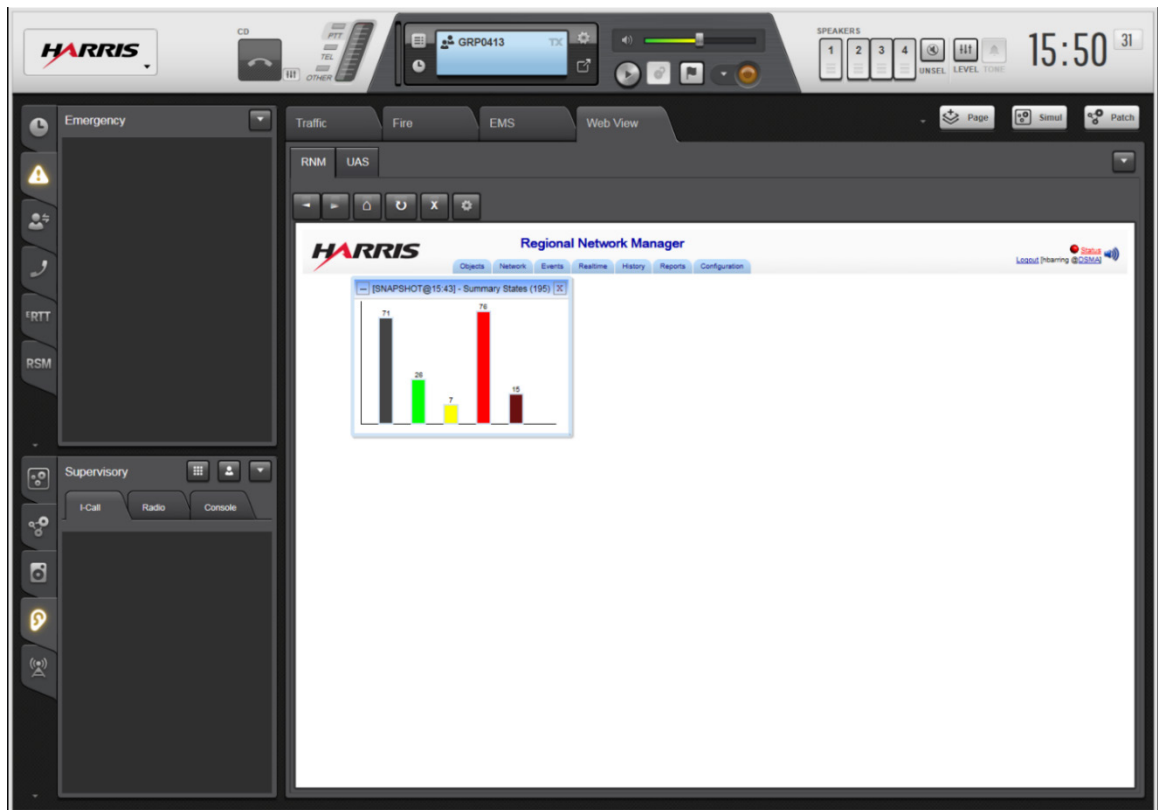 HARRIS
CD
PTT
TEL
OTHER
GRP0413 TX
SPEAKERS
1 2 3 4
UNSEL LEVEL TONE
15:50 31
Emergency
Traffic Fire EMS Web View
Page Simul Patch
RNM UAS
X
HARRIS
Regional Network Manager
Objects Network Events Realtime History Reports Configuration
Status
Logout [hbarring @DSMA]
[SNAPSHOT@15:43] - Summary States (195)
71
26
7
76
15
RTT
RSM
Supervisory
I-Call Radio Console